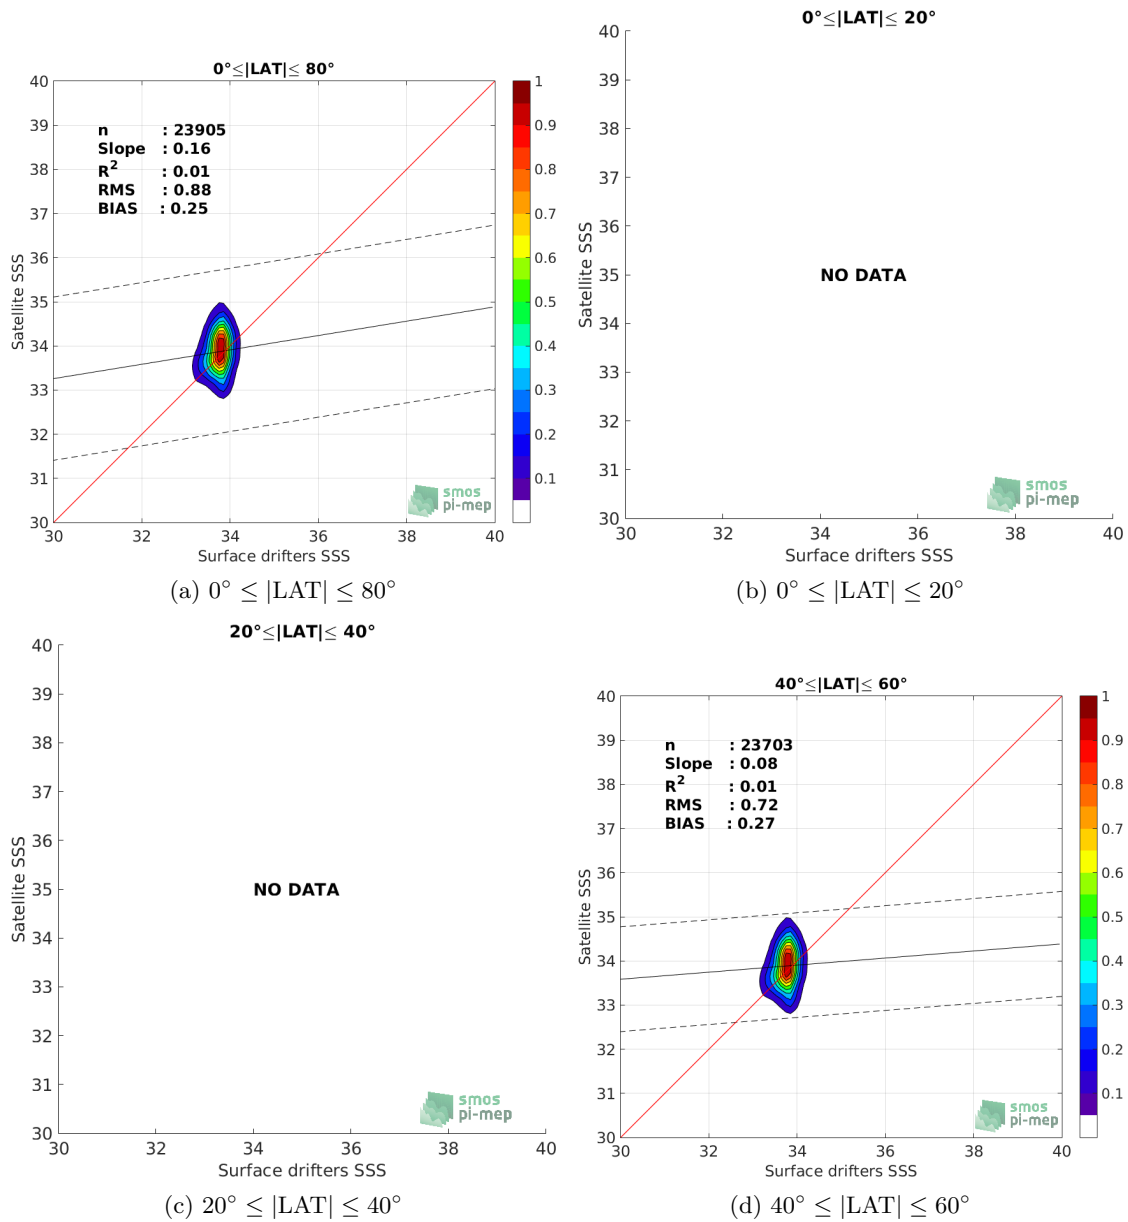 0°≤|LAT|≤ 80°
40
39
38
37
36
35
34
33
32
31
30
Satellite SSS
n : 23905
Slope : 0.16
R² : 0.01
RMS : 0.88
BIAS : 0.25
smos
pi-mep
30 32 34 36 38 40
Surface drifters SSS
1
0.9
0.8
0.7
0.6
0.5
0.4
0.3
0.2
0.1
(a) 0° ≤ |LAT| ≤ 80°
0°≤|LAT|≤ 20°
40
39
38
37
36
35
34
33
32
31
30
Satellite SSS
NO DATA
smos
pi-mep
30 32 34 36 38 40
Surface drifters SSS
(b) 0° ≤ |LAT| ≤ 20°
20°≤|LAT|≤ 40°
40
39
38
37
36
35
34
33
32
31
30
Satellite SSS
NO DATA
smos
pi-mep
30 32 34 36 38 40
Surface drifters SSS
(c) 20° ≤ |LAT| ≤ 40°
40°≤|LAT|≤ 60°
40
39
38
37
36
35
34
33
32
31
30
Satellite SSS
n : 23703
Slope : 0.08
R² : 0.01
RMS : 0.72
BIAS : 0.27
smos
pi-mep
30 32 34 36 38 40
Surface drifters SSS
1
0.9
0.8
0.7
0.6
0.5
0.4
0.3
0.2
0.1
(d) 40° ≤ |LAT| ≤ 60°